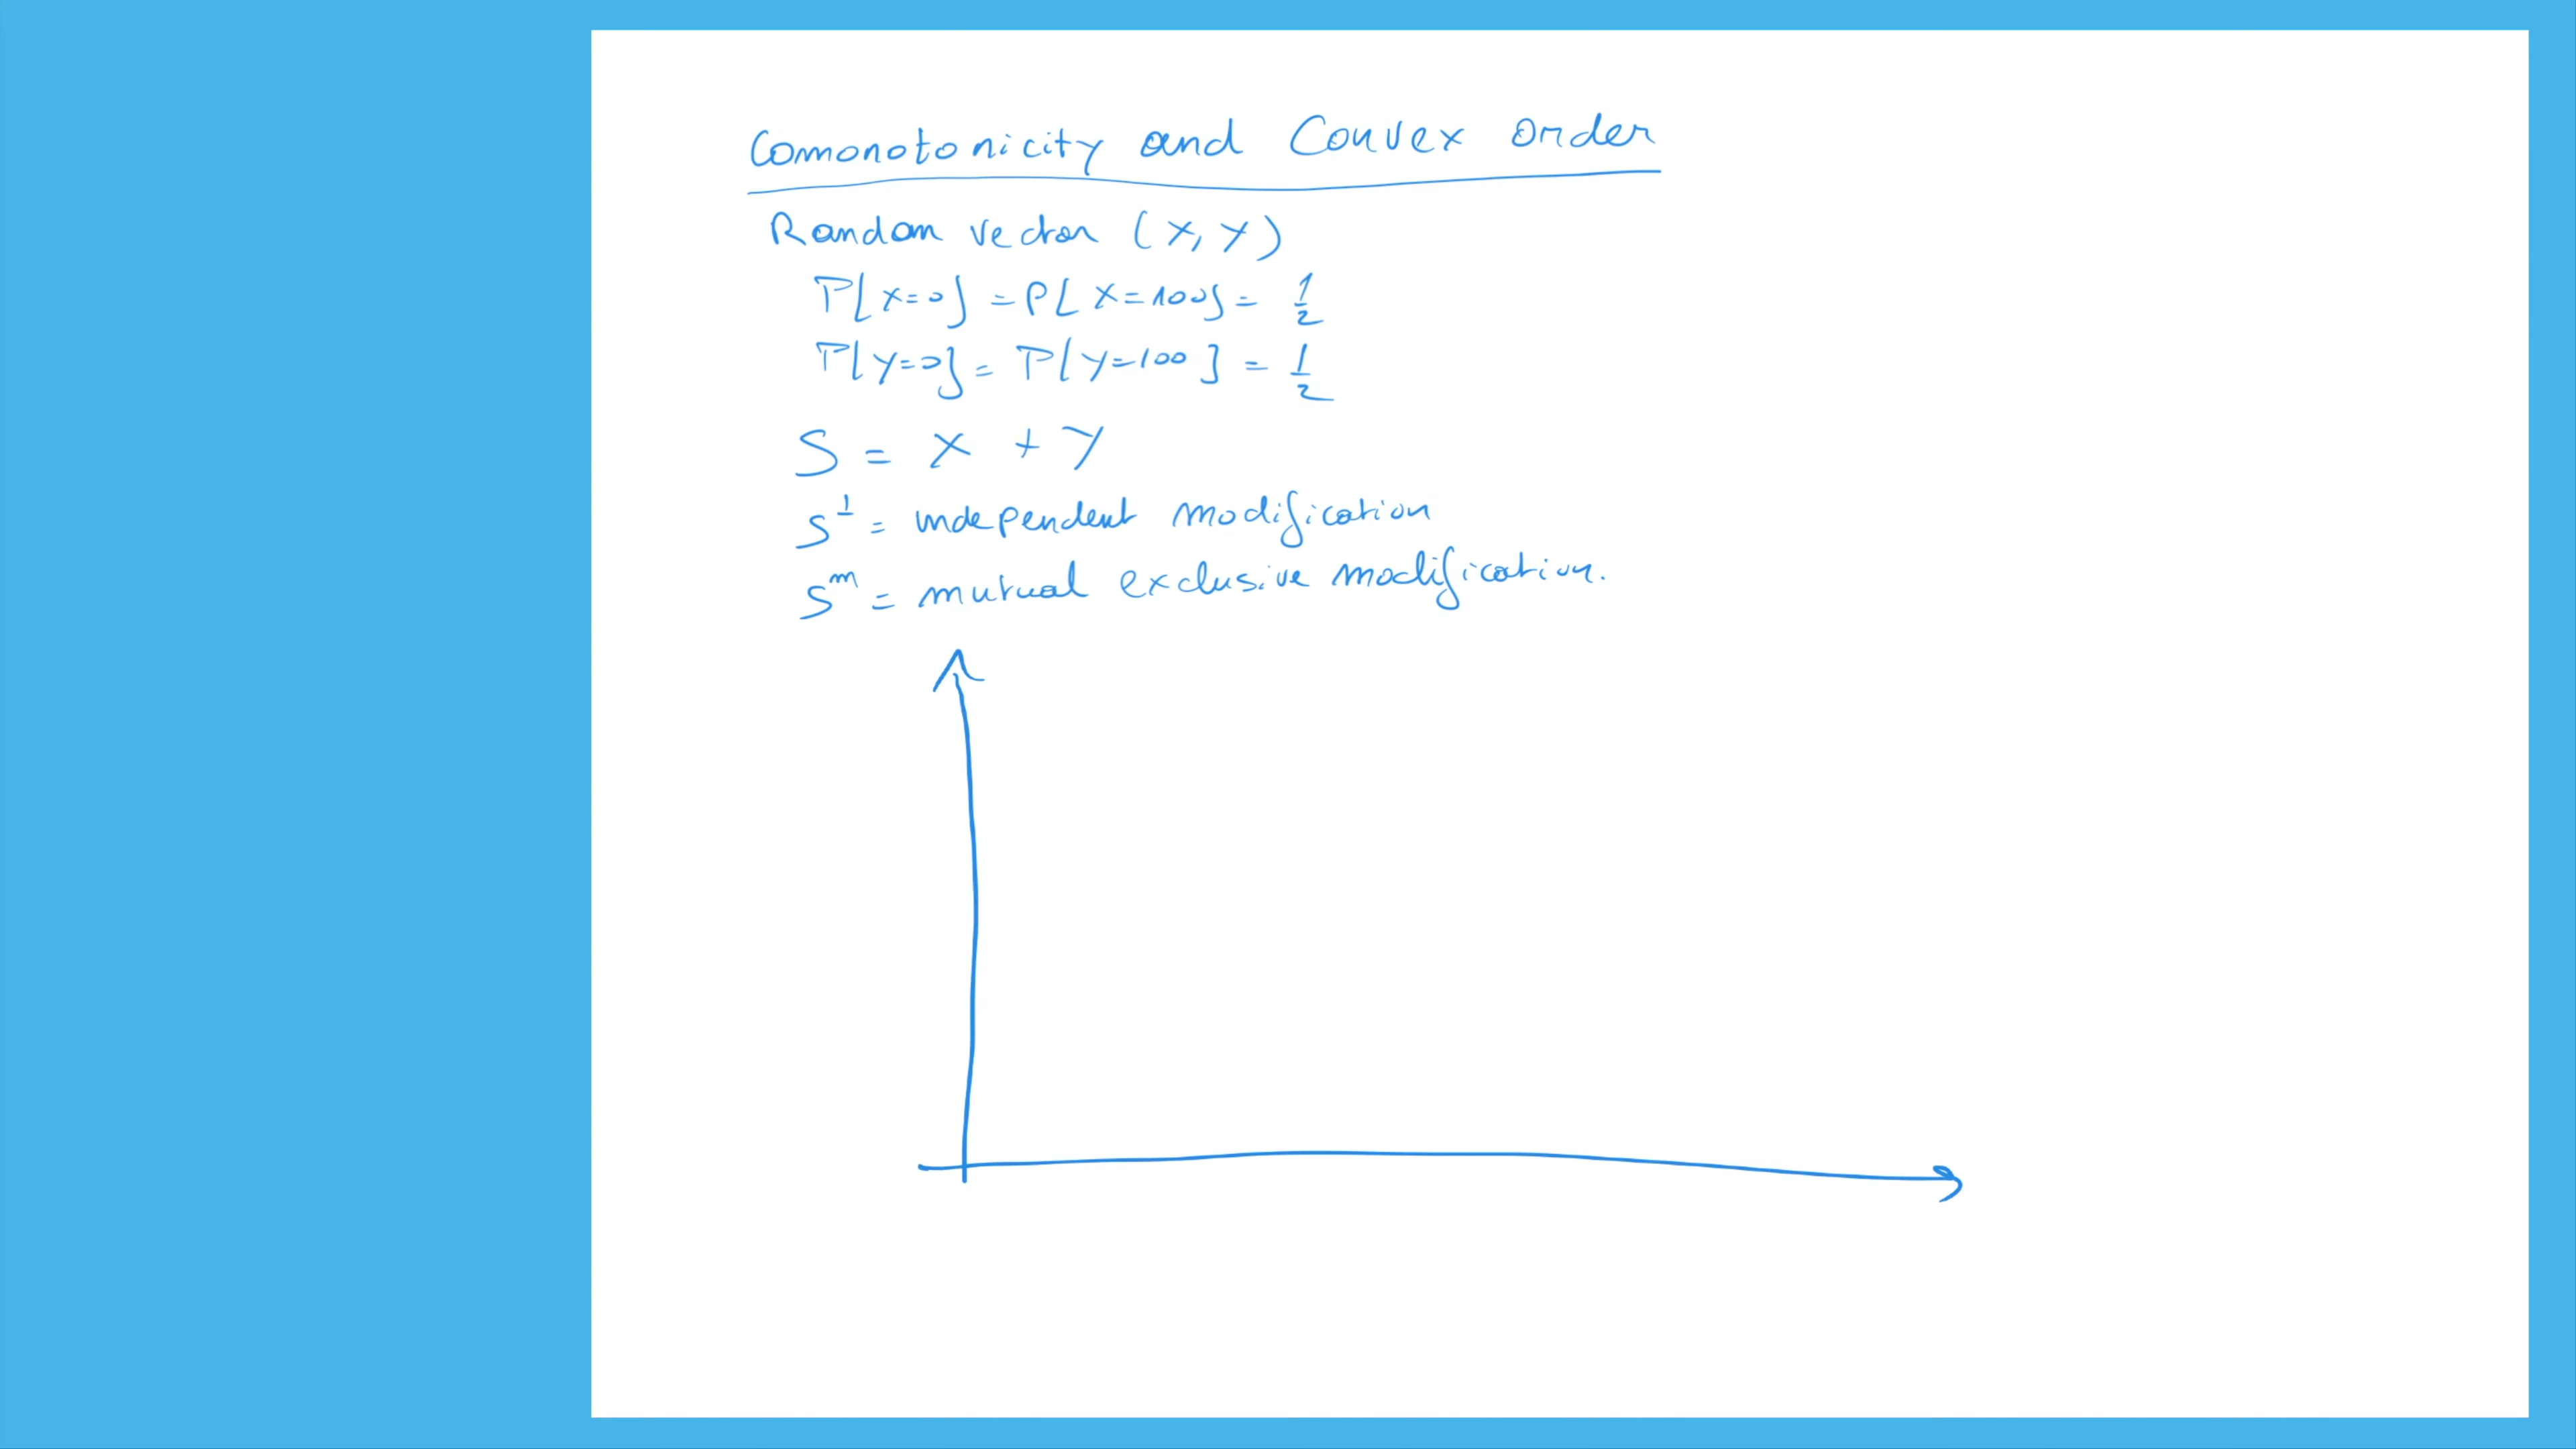 Comonotonicity and Convex order
Random vector (X, Y)
P[X=0] = P[X=100] = 1/2
P[Y=0] = P[Y=100] = 1/2
S = X + Y
S^⊥ = independent modification
S^m = mutual exclusive modification.